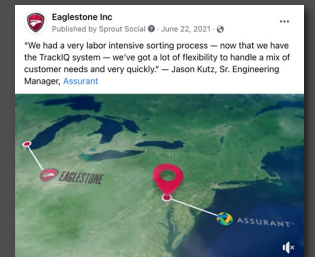 Eaglestone Inc
Published by Sprout Social · June 22, 2021 ·
“We had a very labor intensive sorting process — now that we have
the TrackIQ system — we’ve got a lot of flexibility to handle a mix of
customer needs and very quickly.” — Jason Kutz, Sr. Engineering
Manager, Assurant
EAGLESTONE
ASSURANT